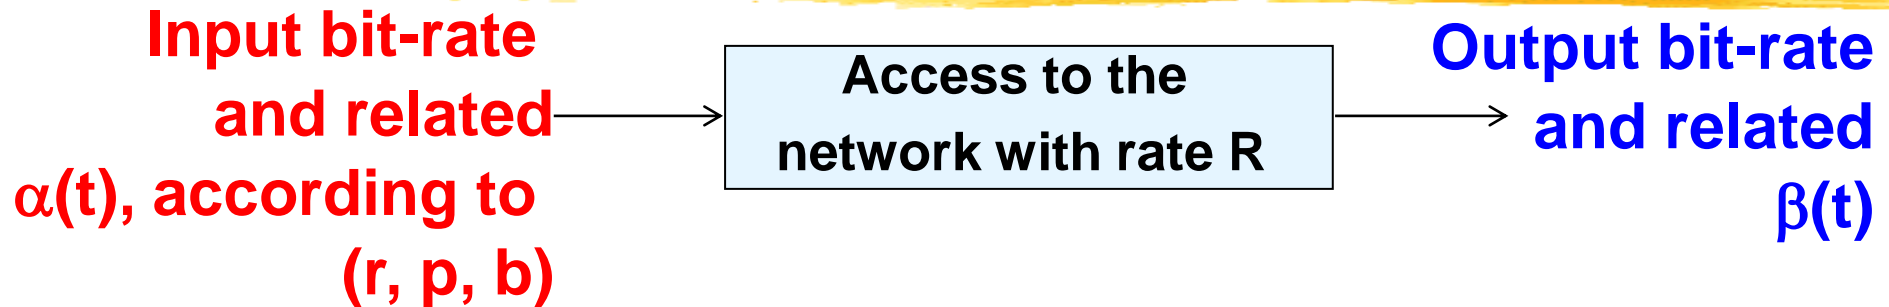 Input bit-rate
and related
α(t), according to
(r, p, b)
Access to the
network with rate R
Output bit-rate
and related
β(t)